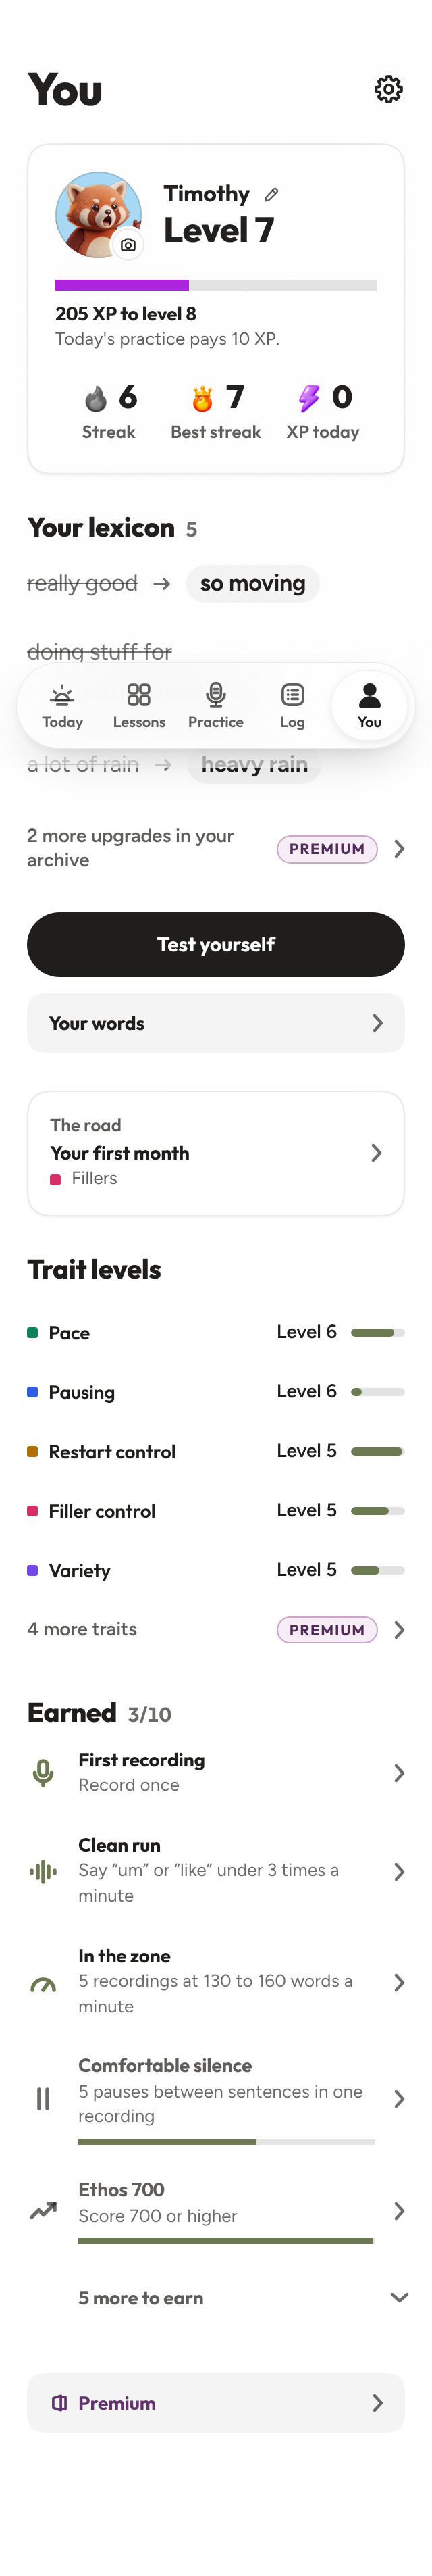 You
Timothy
Level 7
205 XP to level 8
Today's practice pays 10 XP.
6
7
0
Streak
Best streak
XP today
Your lexicon 5
really good → so moving
doing stuff for
Today
Lessons
Practice
Log
You
a lot of rain → heavy rain
2 more upgrades in your
archive
PREMIUM
Test yourself
Your words
The road
Your first month
Fillers
Trait levels
Pace Level 6
Pausing Level 6
Restart control Level 5
Filler control Level 5
Variety Level 5
4 more traits PREMIUM
Earned 3/10
First recording
Record once
Clean run
Say “um” or “like” under 3 times a
minute
In the zone
5 recordings at 130 to 160 words a
minute
Comfortable silence
5 pauses between sentences in one
recording
Ethos 700
Score 700 or higher
5 more to earn
Premium